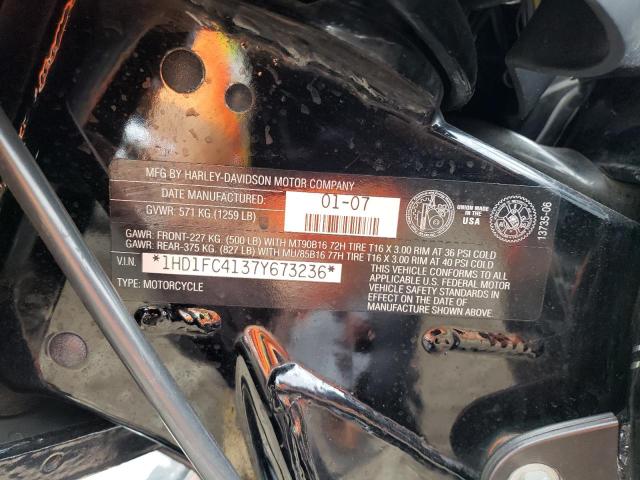 MFG BY HARLEY-DAVIDSON MOTOR COMPANY
DATE MANUFACTURED: 01-07
GVWR: 571 KG (1259 LB)
GAWR: FRONT-227 KG (500 LB) WITH MT90B16 72H TIRE T16 X 3.00 RIM AT 36 PSI COLD
GAWR: REAR-375 KG (827 LB) WITH MU/85B16 77H TIRE T16 X 3.00 RIM AT 40 PSI COLD
V.I.N. *1HD1FC4137Y673236*
TYPE: MOTORCYCLE
THIS VEHICLE CONFORMS TO ALL
APPLICABLE U.S. FEDERAL MOTOR
VEHICLE SAFETY STANDARDS IN
EFFECT ON THE DATE OF
MANUFACTURE SHOWN ABOVE.
UNION MADE
IN THE USA
13735-06